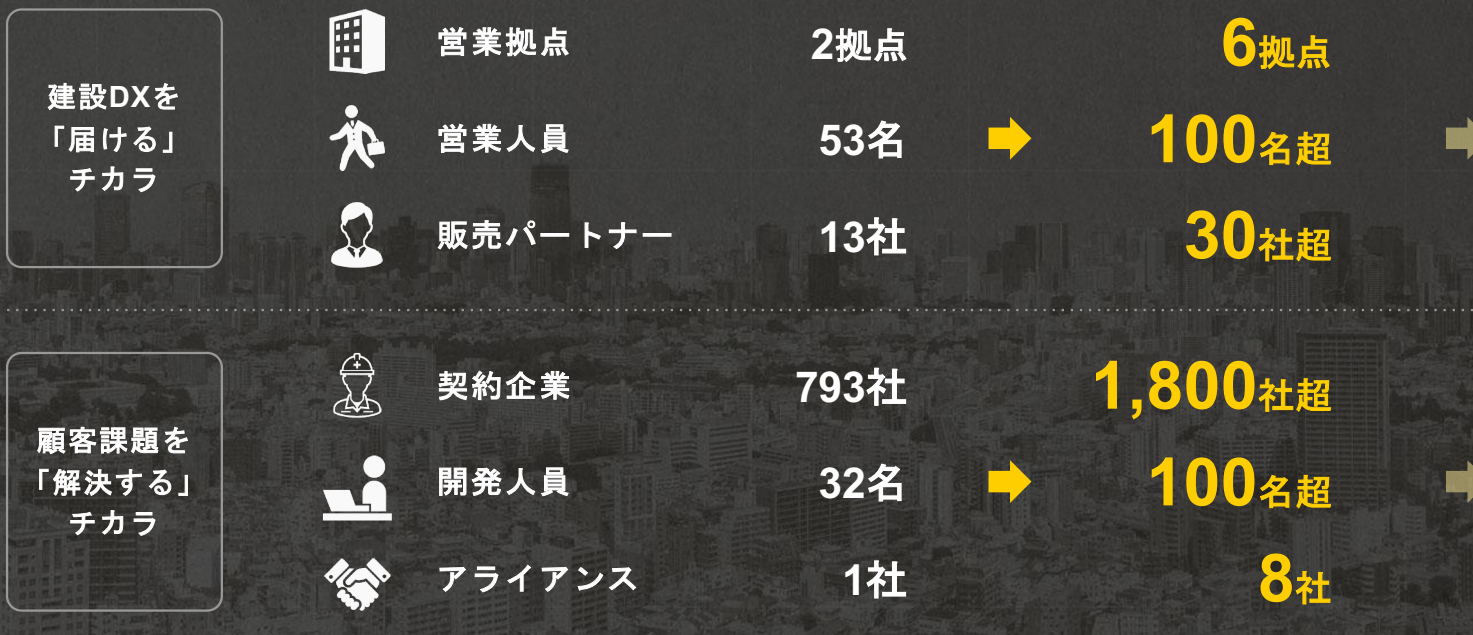 建設DXを
「届ける」
チカラ
営業拠点 2拠点 6拠点
営業人員 53名 100名超
販売パートナー 13社 30社超
顧客課題を
「解決する」
チカラ
契約企業 793社 1,800社超
開発人員 32名 100名超
アライアンス 1社 8社